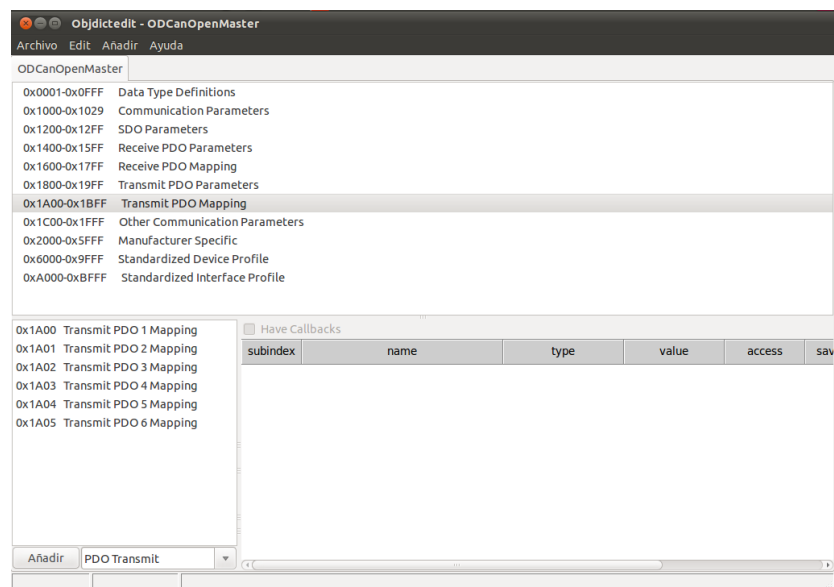 Objdictedit - ODCanOpenMaster
Archivo Edit Añadir Ayuda
ODCanOpenMaster
0x0001-0x0FFF Data Type Definitions
0x1000-0x1029 Communication Parameters
0x1200-0x12FF SDO Parameters
0x1400-0x15FF Receive PDO Parameters
0x1600-0x17FF Receive PDO Mapping
0x1800-0x19FF Transmit PDO Parameters
0x1A00-0x1BFF Transmit PDO Mapping
0x1C00-0x1FFF Other Communication Parameters
0x2000-0x5FFF Manufacturer Specific
0x6000-0x9FFF Standardized Device Profile
0xA000-0xBFFF Standardized Interface Profile
0x1A00 Transmit PDO 1 Mapping
0x1A01 Transmit PDO 2 Mapping
0x1A02 Transmit PDO 3 Mapping
0x1A03 Transmit PDO 4 Mapping
0x1A04 Transmit PDO 5 Mapping
0x1A05 Transmit PDO 6 Mapping
Añadir PDO Transmit
Have Callbacks
subindex name type value access sav